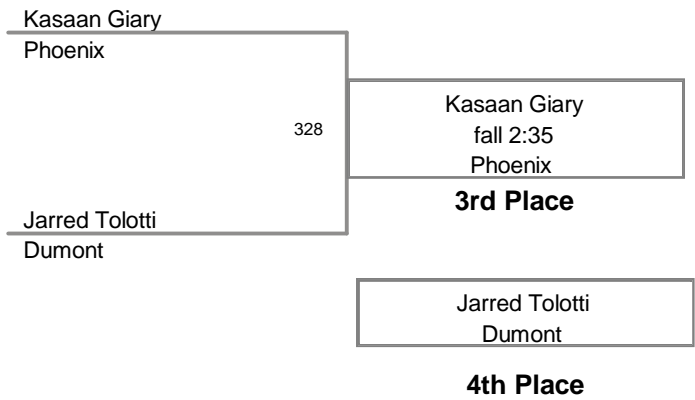 Kasaan Giary
Phoenix
328
Kasaan Giary
fall 2:35
Phoenix
3rd Place
Jarred Tolotti
Dumont
Jarred Tolotti
Dumont
4th Place